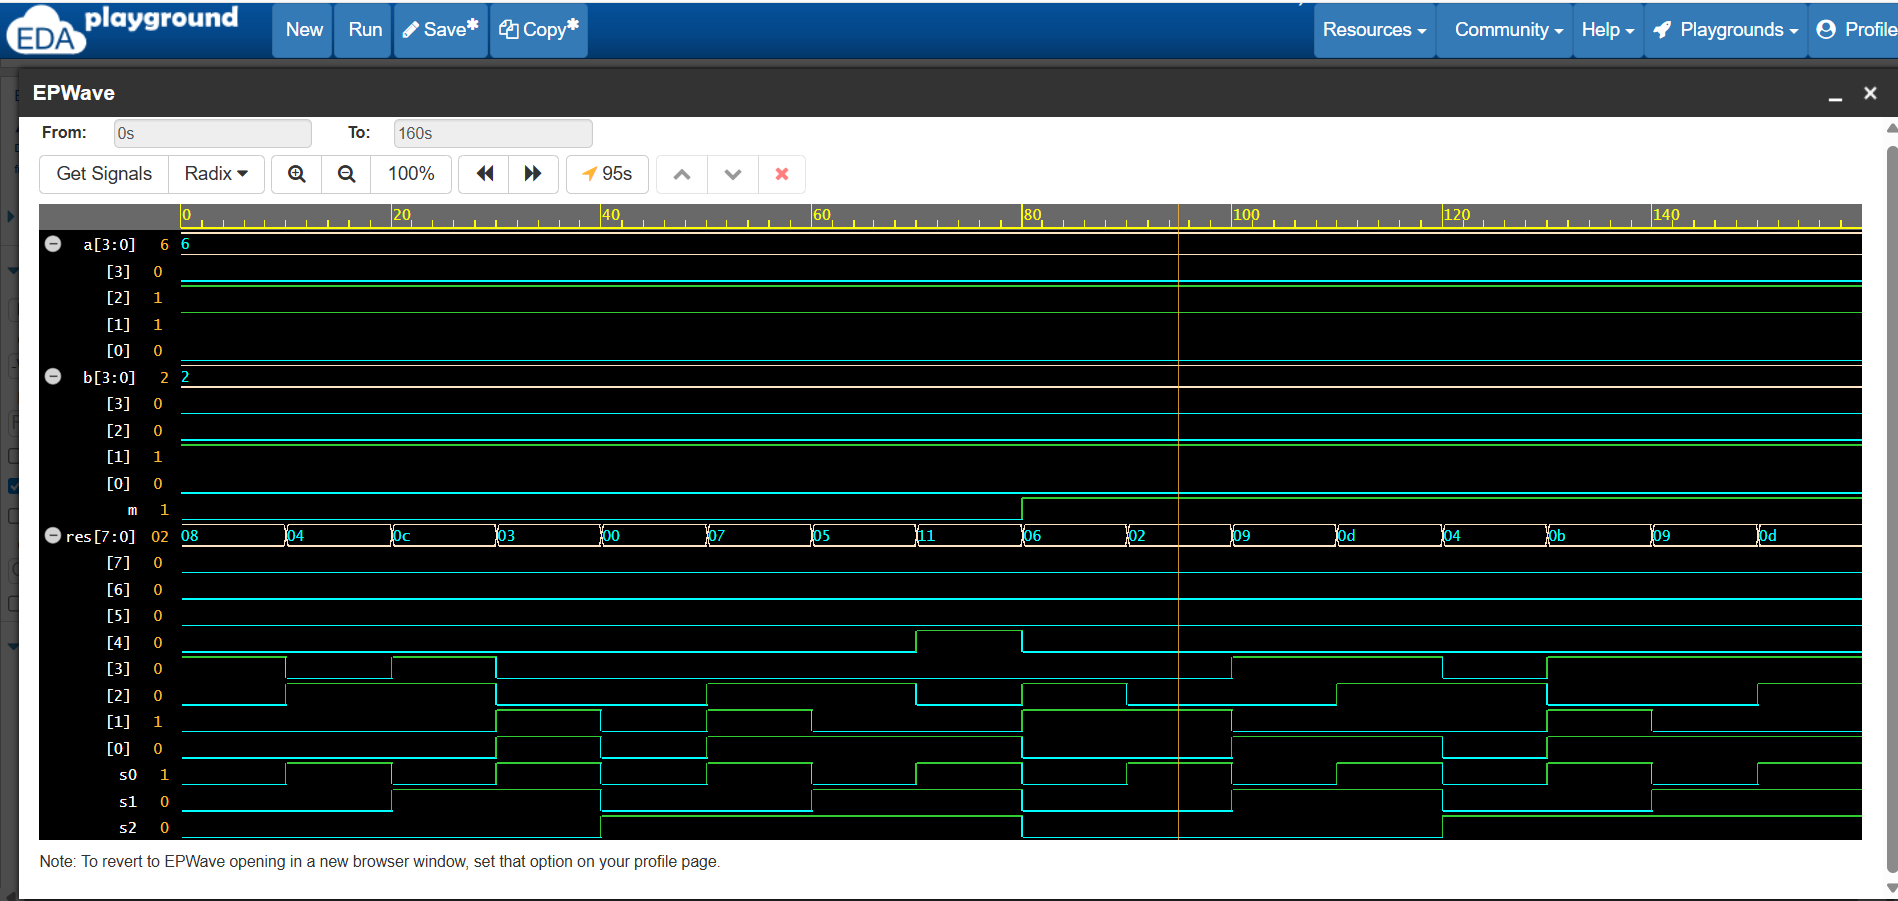 EDA playground New Run Save* Copy* Resources Community Help Playgrounds Profile
EPWave
From: 0s To: 160s
Get Signals Radix 100% 95s
0 20 40 60 80 100 120 140
a[3:0] 6 6
[3] 0
[2] 1
[1] 1
[0] 0
b[3:0] 2 2
[3] 0
[2] 0
[1] 1
[0] 0
m 1
res[7:0] 02 08 04 0c 03 00 07 05 11 06 02 09 0d 04 0b 09 0d
[7] 0
[6] 0
[5] 0
[4] 0
[3] 0
[2] 0
[1] 1
[0] 0
s0 1
s1 0
s2 0
Note: To revert to EPWave opening in a new browser window, set that option on your profile page.